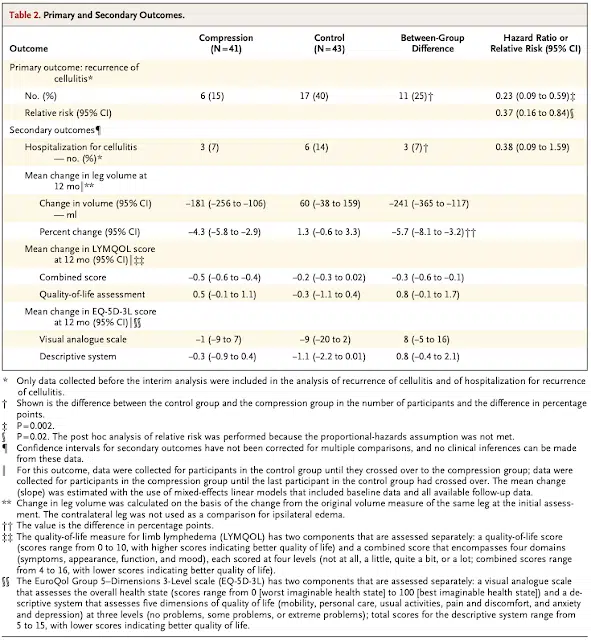 Table 2. Primary and Secondary Outcomes.
Outcome Compression (N=41) Control (N=43) Between-Group Difference Hazard Ratio or Relative Risk (95% CI)
Primary outcome: recurrence of
cellulitis*
No. (%) 6 (15) 17 (40) 11 (25)† 0.23 (0.09 to 0.59)‡
Relative risk (95% CI) 0.37 (0.16 to 0.84)§
Secondary outcomes¶
Hospitalization for cellulitis
— no. (%)* 3 (7) 6 (14) 3 (7)† 0.38 (0.09 to 1.59)
Mean change in leg volume at
12 mo‖**
Change in volume (95% CI)
— ml –181 (–256 to –106) 60 (–38 to 159) –241 (–365 to –117)
Percent change (95% CI) –4.3 (–5.8 to –2.9) 1.3 (–0.6 to 3.3) –5.7 (–8.1 to –3.2)††
Mean change in LYMQOL score
at 12 mo (95% CI)‖‡‡
Combined score –0.5 (–0.6 to –0.4) –0.2 (–0.3 to 0.02) –0.3 (–0.6 to –0.1)
Quality-of-life assessment 0.5 (–0.1 to 1.1) –0.3 (–1.1 to 0.4) 0.8 (–0.1 to 1.7)
Mean change in EQ-5D-3L score
at 12 mo (95% CI)‖§§
Visual analogue scale –1 (–9 to 7) –9 (–20 to 2) 8 (–5 to 16)
Descriptive system –0.3 (–0.9 to 0.4) –1.1 (–2.2 to 0.01) 0.8 (–0.4 to 2.1)
* Only data collected before the interim analysis were included in the analysis of recurrence of cellulitis and of hospitalization for recurrence
of cellulitis.
† Shown is the difference between the control group and the compression group in the number of participants and the difference in percentage
points.
‡ P=0.002.
§ P=0.02. The post hoc analysis of relative risk was performed because the proportional-hazards assumption was not met.
¶ Confidence intervals for secondary outcomes have not been corrected for multiple comparisons, and no clinical inferences can be made
from these data.
‖ For this outcome, data were collected for participants in the control group until they crossed over to the compression group; data were
collected for participants in the compression group until the last participant in the control group had crossed over. The mean change
(slope) was estimated with the use of mixed-effects linear models that included baseline data and all available follow-up data.
** Change in leg volume was calculated on the basis of the change from the original volume measure of the same leg at the initial assess-
ment. The contralateral leg was not used as a comparison for ipsilateral edema.
†† The value is the difference in percentage points.
‡‡ The quality-of-life measure for limb lymphedema (LYMQOL) has two components that are assessed separately: a quality-of-life score
(scores range from 0 to 10, with higher scores indicating better quality of life) and a combined score that encompasses four domains
(symptoms, appearance, function, and mood), each scored at four levels (not at all, a little, quite a bit, or a lot; combined scores range
from 4 to 16, with lower scores indicating better quality of life).
§§ The EuroQol Group 5–Dimensions 3-Level scale (EQ-5D-3L) has two components that are assessed separately: a visual analogue scale
that assesses the overall health state (scores range from 0 [worst imaginable health state] to 100 [best imaginable health state]) and a de-
scriptive system that assesses five dimensions of quality of life (mobility, personal care, usual activities, pain and discomfort, and anxiety
and depression) at three levels (no problems, some problems, or extreme problems); total scores for the descriptive system range from
5 to 15, with lower scores indicating better quality of life.